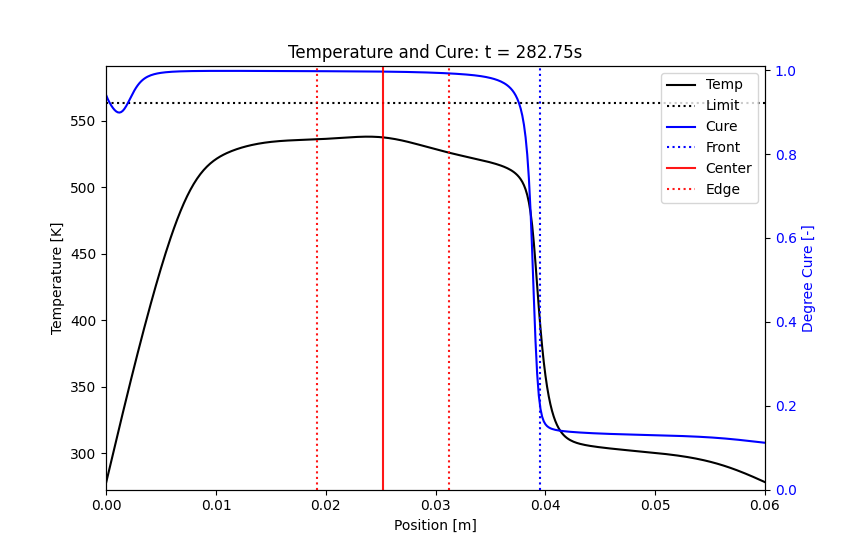 Temperature and Cure: t = 282.75s
Temperature [K]
550
500
450
400
350
300
Temp
Limit
Cure
Front
Center
Edge
1.0
0.8
0.6
0.4
0.2
0.0
Degree Cure [-]
0.00 0.01 0.02 0.03 0.04 0.05 0.06
Position [m]